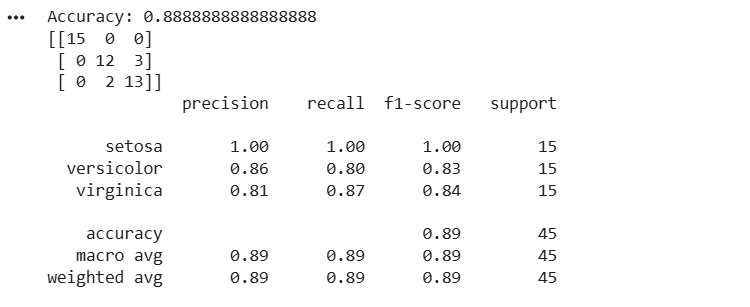 ••• Accuracy: 0.8888888888888888
[[15  0  0]
 [ 0 12  3]
 [ 0  2 13]]
              precision    recall  f1-score   support

      setosa       1.00      1.00      1.00        15
  versicolor       0.86      0.80      0.83        15
   virginica       0.81      0.87      0.84        15

    accuracy                           0.89        45
   macro avg       0.89      0.89      0.89        45
weighted avg       0.89      0.89      0.89        45